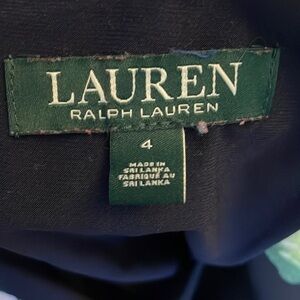 LAUREN
RALPH LAUREN
4
MADE IN
SRI LANKA
FABRIQUÉ AU
SRI LANKA